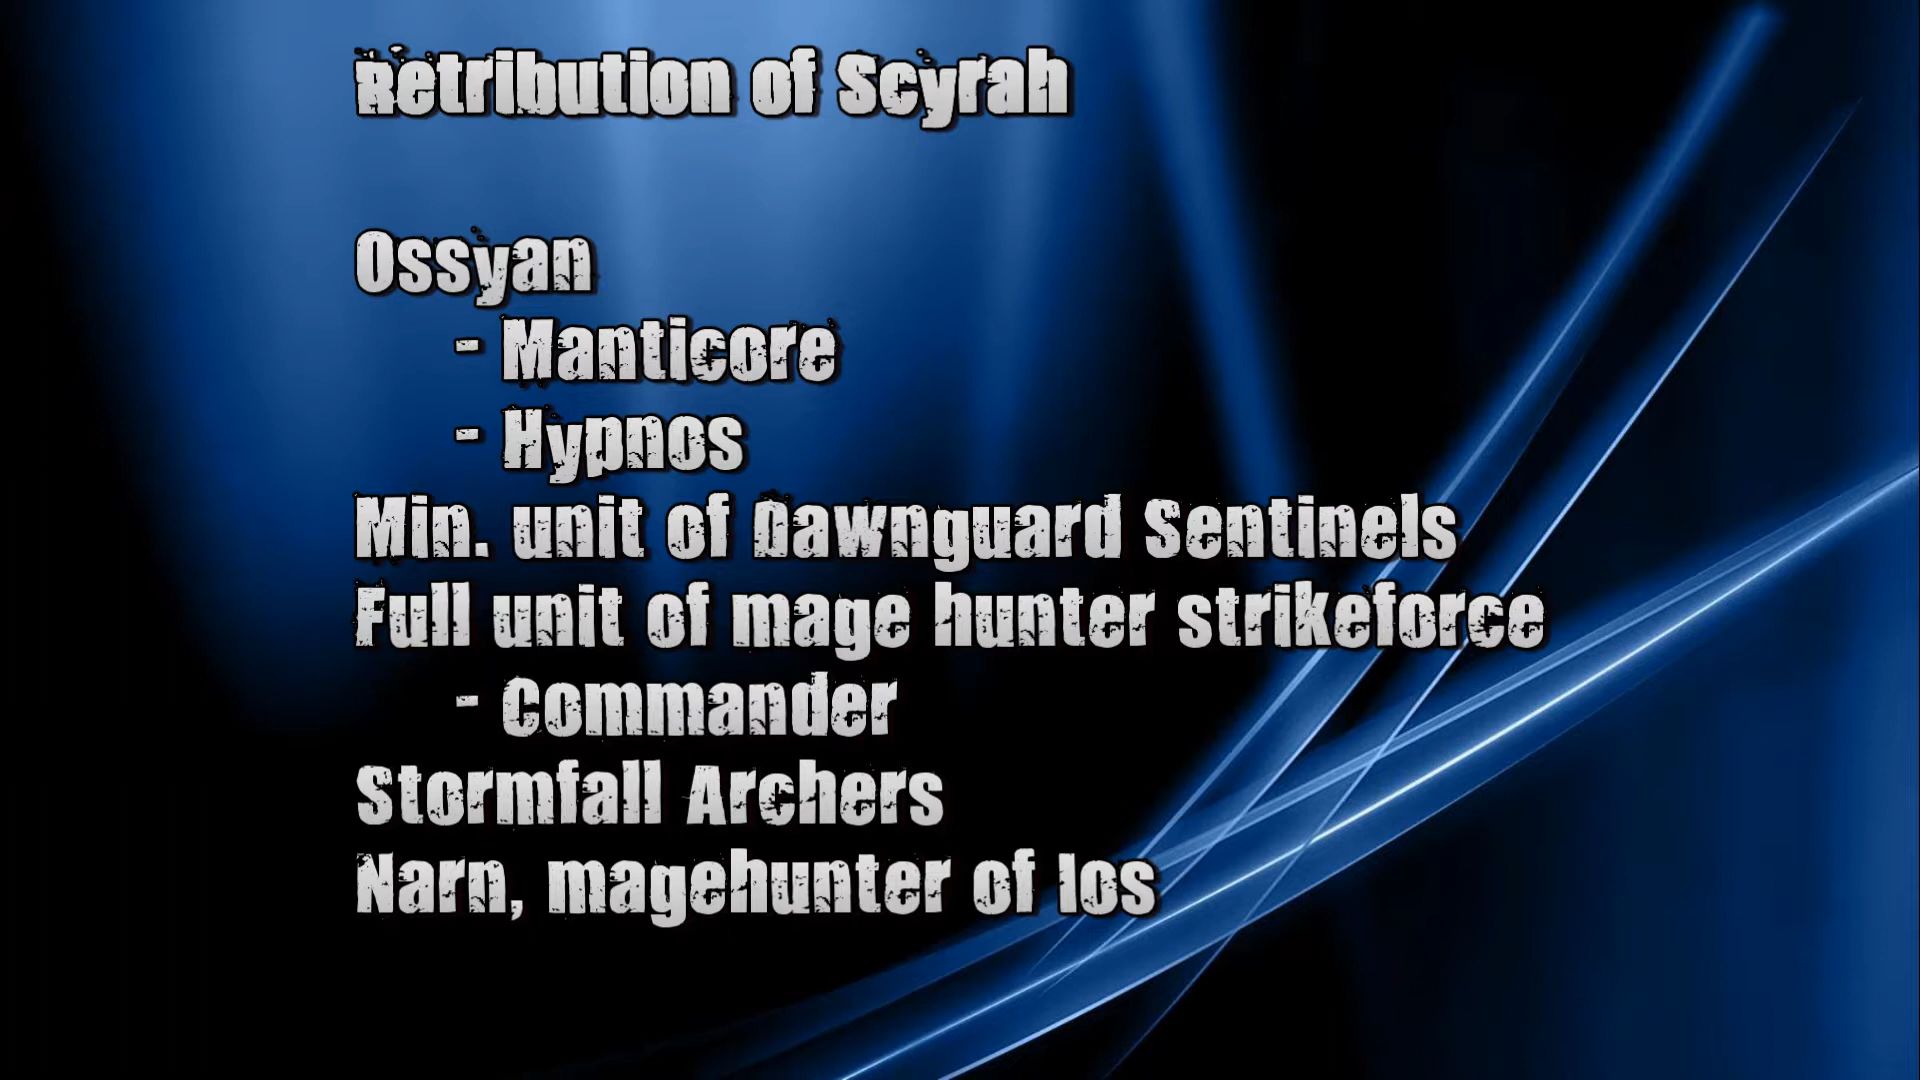 Retribution of Scyrah
Ossyan
- Manticore
- Hypnos
Min. unit of Dawnguard Sentinels
Full unit of mage hunter strikeforce
- Commander
Stormfall Archers
Narn, magehunter of Ios